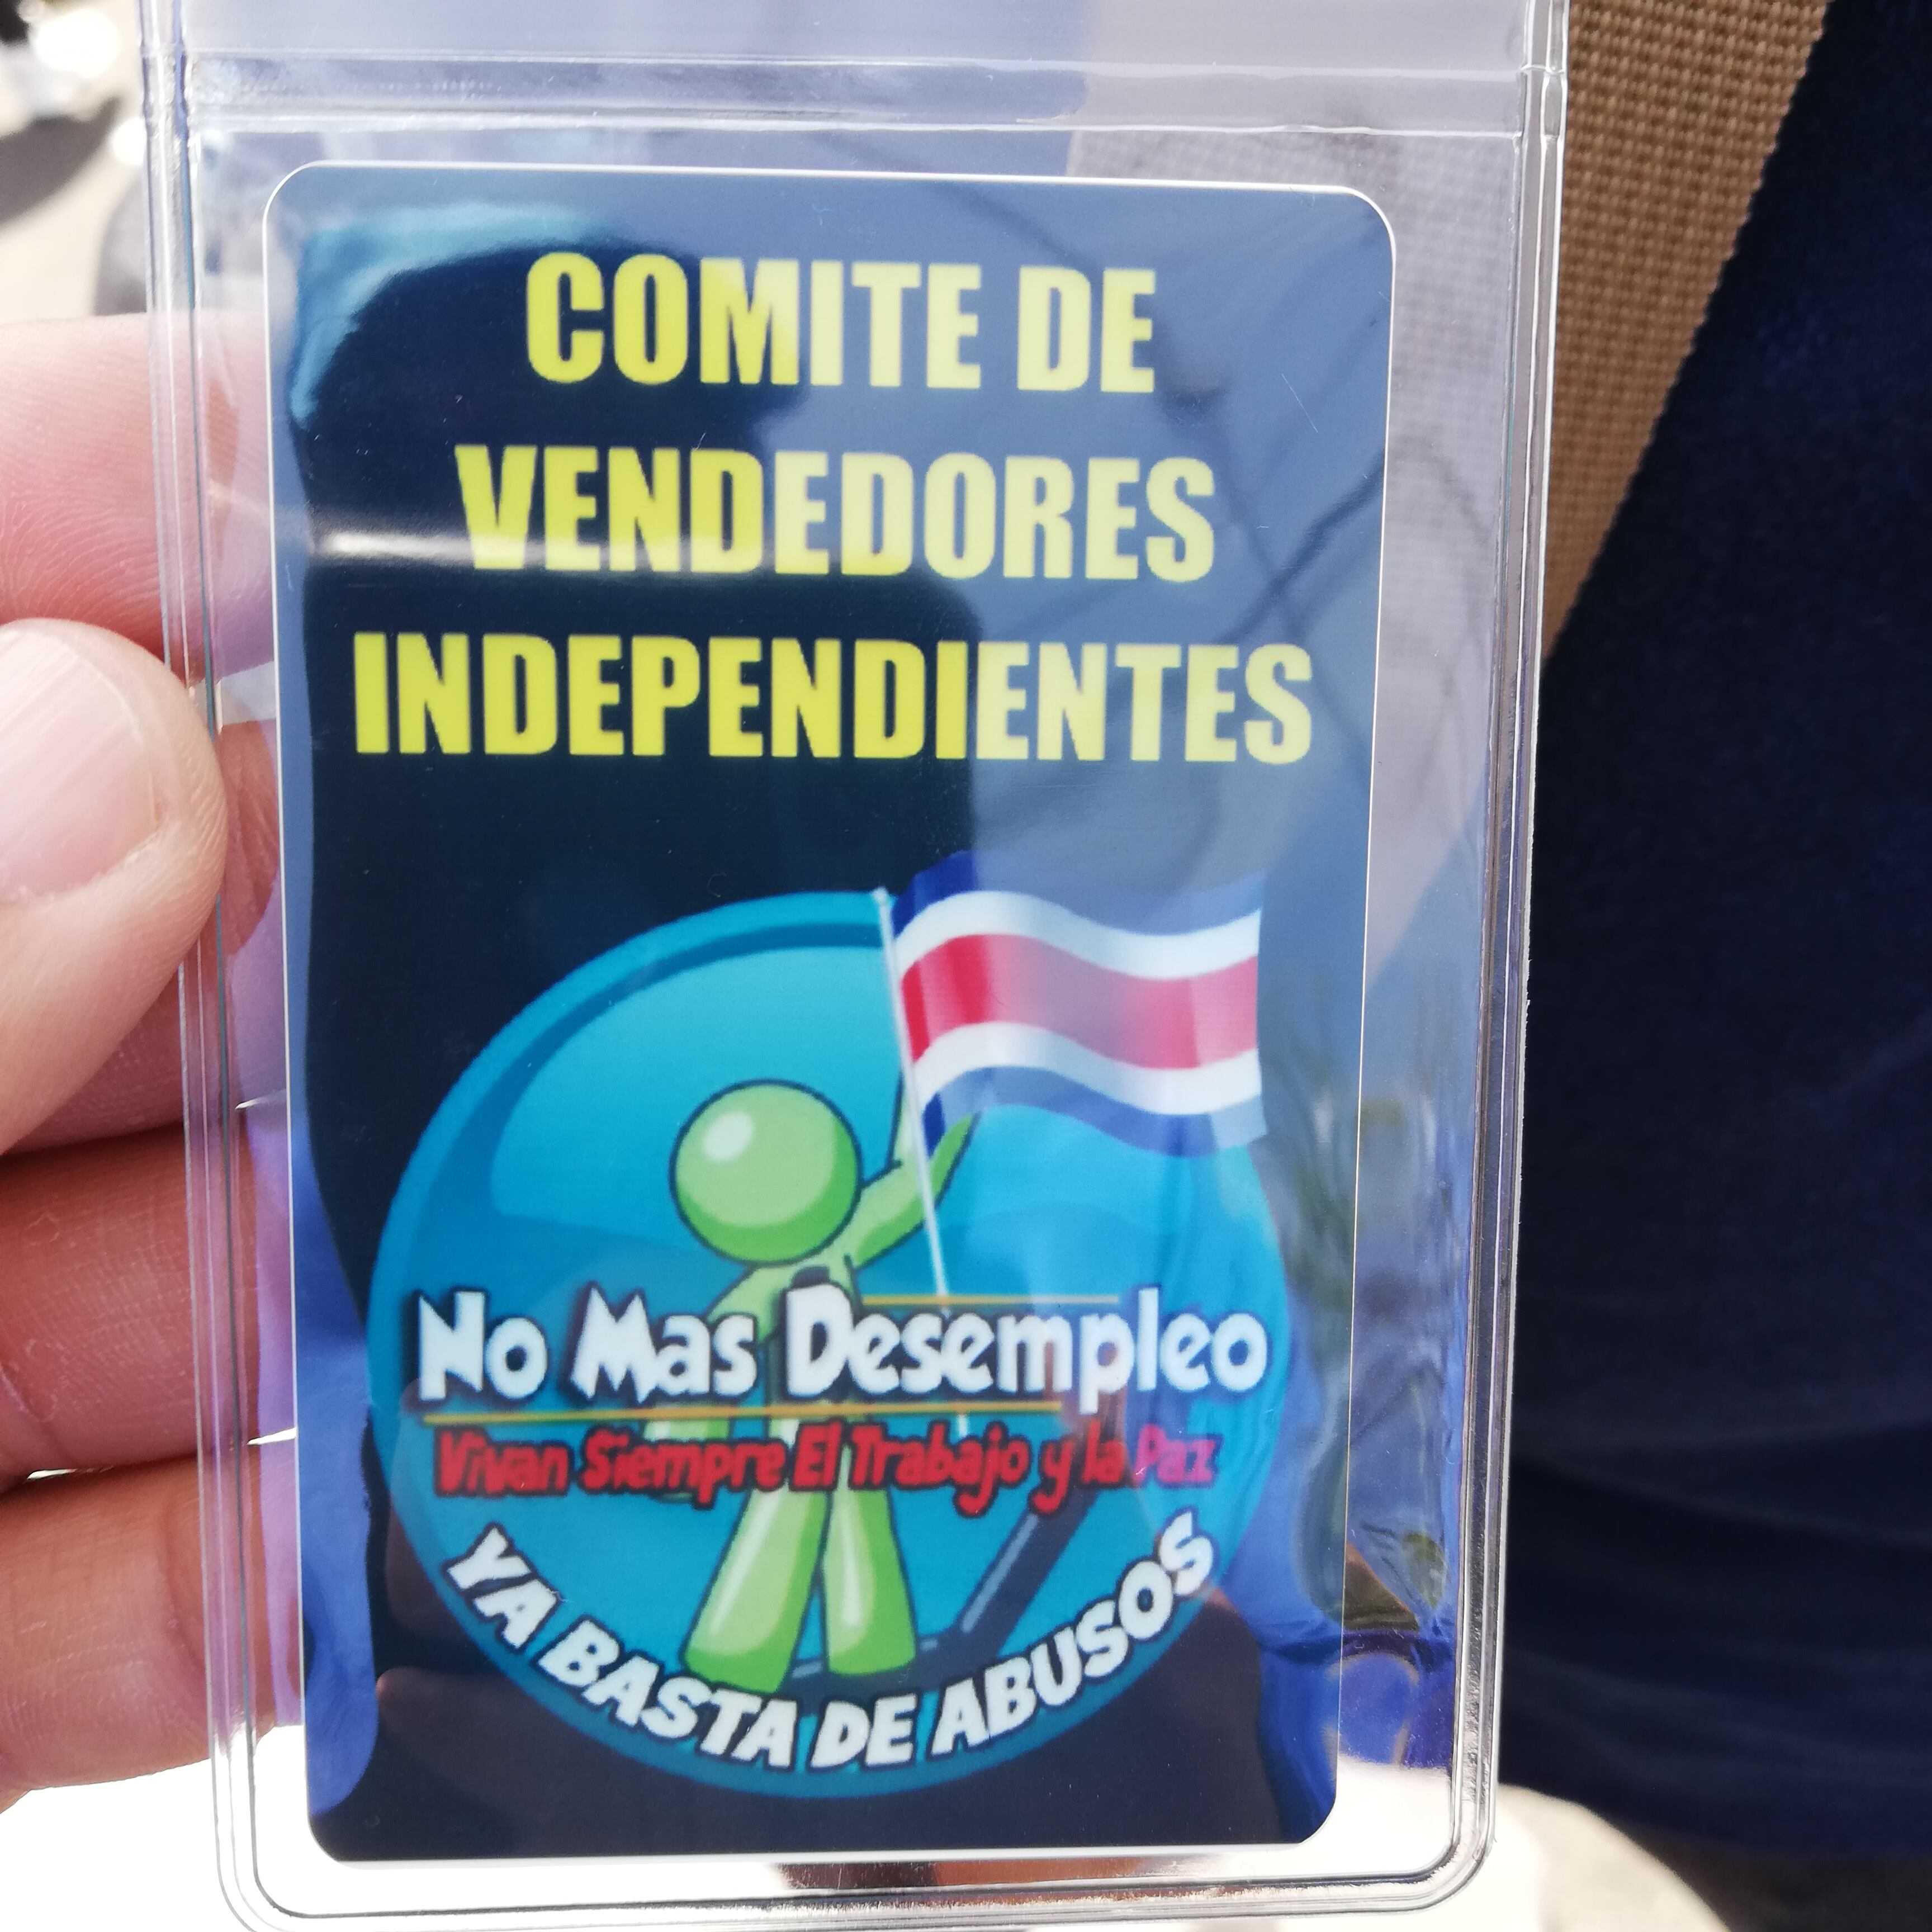 COMITE DE
VENDEDORES
INDEPENDIENTES
No Mas Desempleo
Vivan Siempre El Trabajo y la Paz
YA BASTA DE ABUSOS